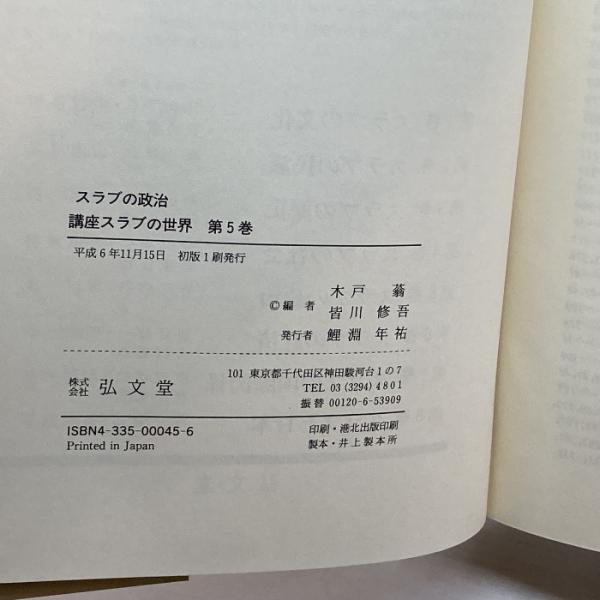 スラブの政治
講座スラブの世界 第5巻
平成6年11月15日 初版1刷発行
©編者 木戸 蓊
皆川 修吾
発行者 鯉淵 年祐
株式会社 弘文堂
101 東京都千代田区神田駿河台1の7
TEL 03(3294)4801
振替 00120-6-53909
ISBN4-335-00045-6
Printed in Japan
印刷・港北出版印刷
製本・井上製本所